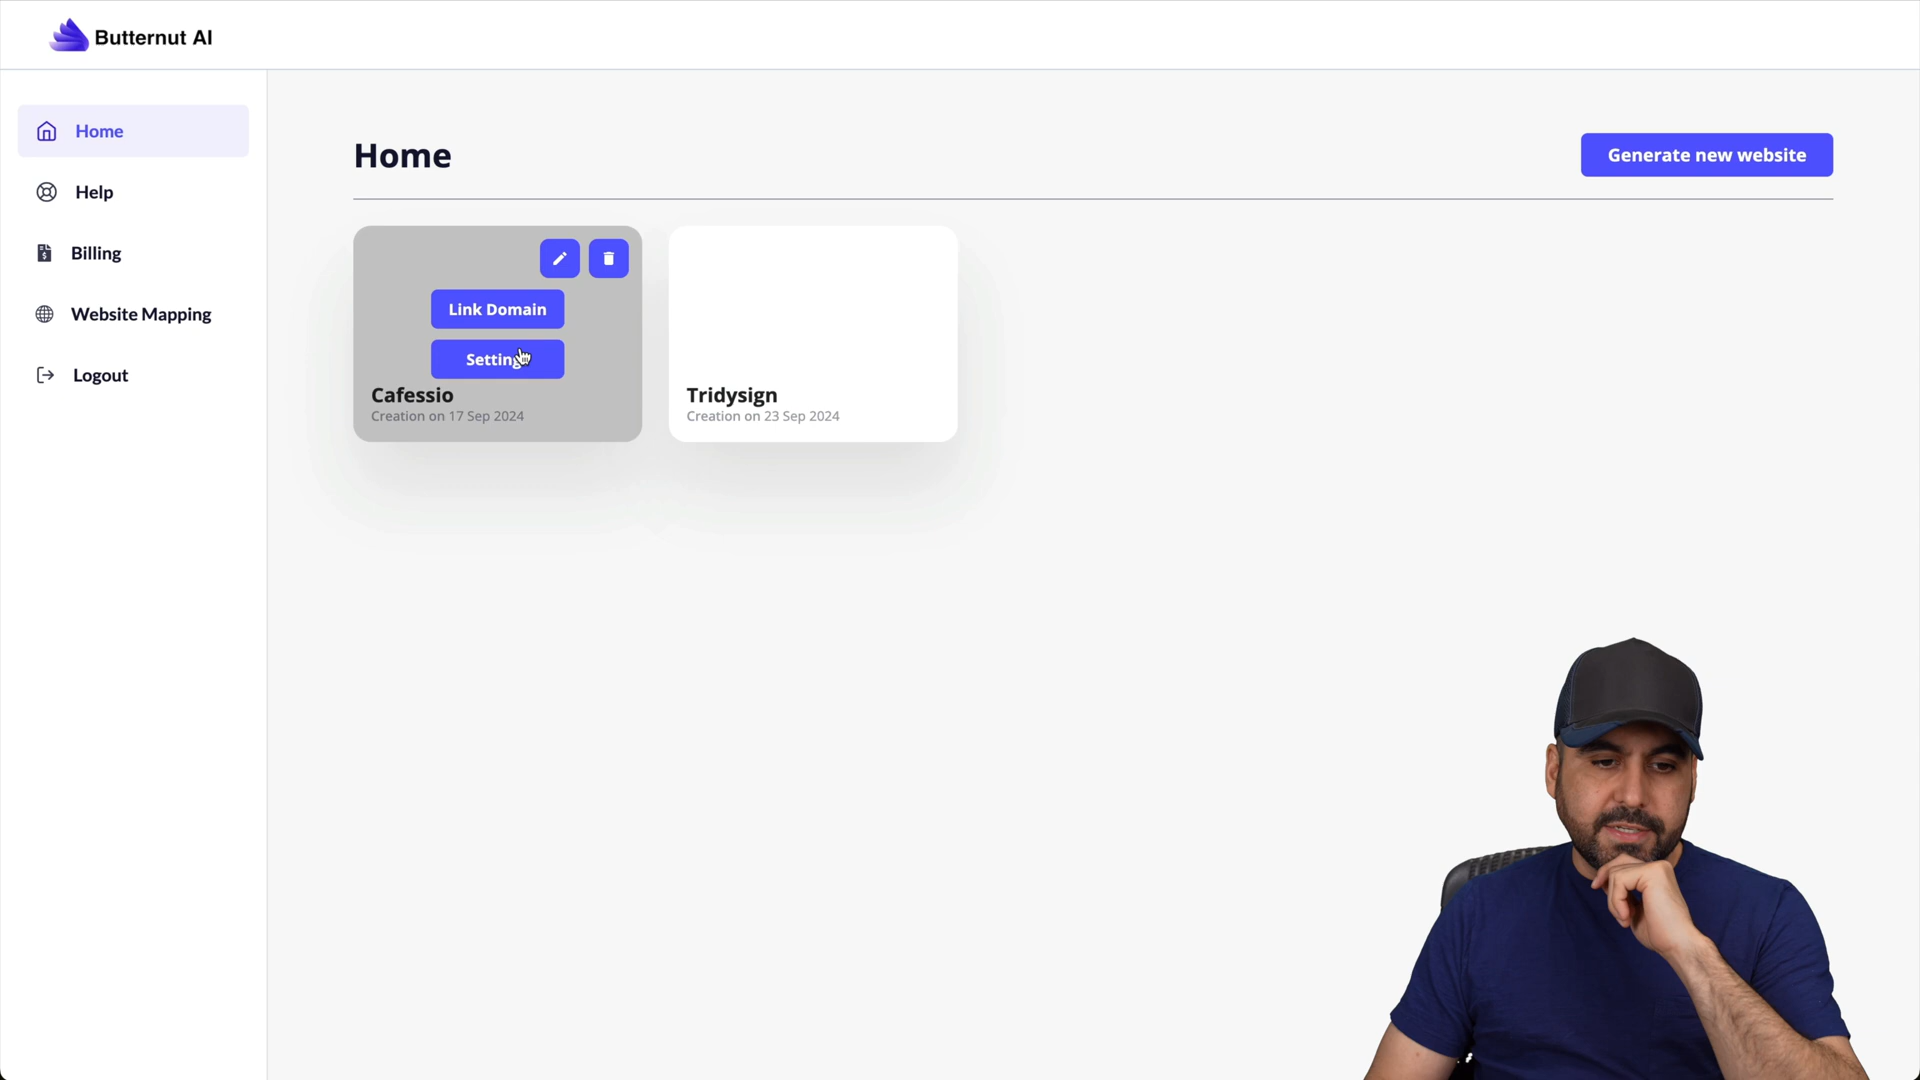 Butternut AI
Home
Help
Billing
Website Mapping
Logout
Home
Generate new website
Link Domain
Setting
Cafessio
Creation on 17 Sep 2024
Tridysign
Creation on 23 Sep 2024